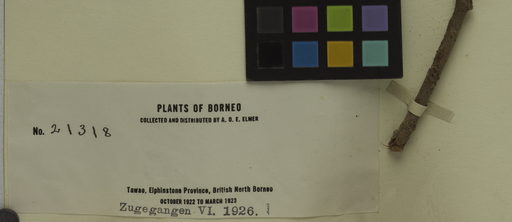 PLANTS OF BORNEO
COLLECTED AND DISTRIBUTED BY A. D. E. ELMER
No. 21318
Tawao, Elphinstone Province, British North Borneo
OCTOBER 1922 TO MARCH 1923
Zugegangen VI. 1926.